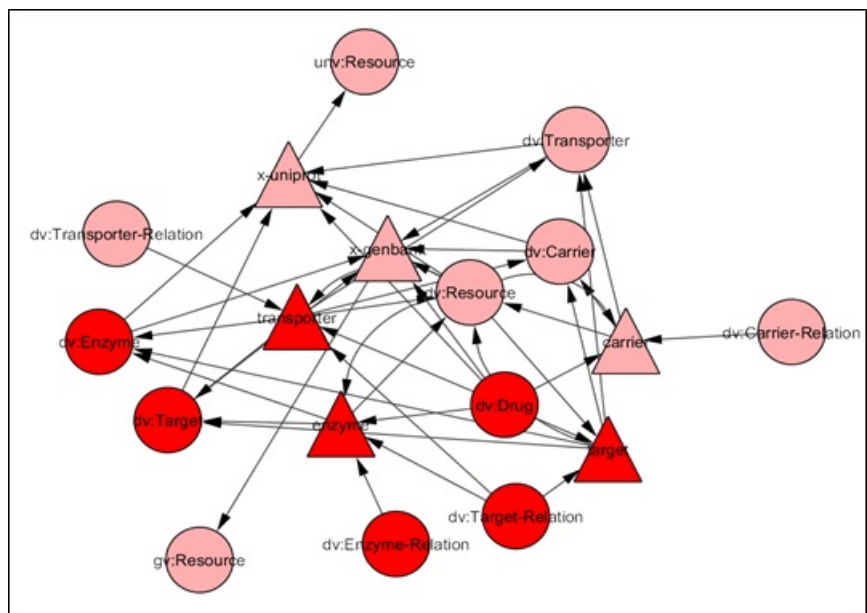 unv:Resource
dv:Transporter
x-uniprot
dv:Transporter-Relation
x-genbank
dv:Carrier
dv:Resource
transporter
dv:Enzyme
carrier
dv:Carrier-Relation
dv:Drug
dv:Target
enzyme
target
dv:Target-Relation
dv:Enzyme-Relation
gv:Resource